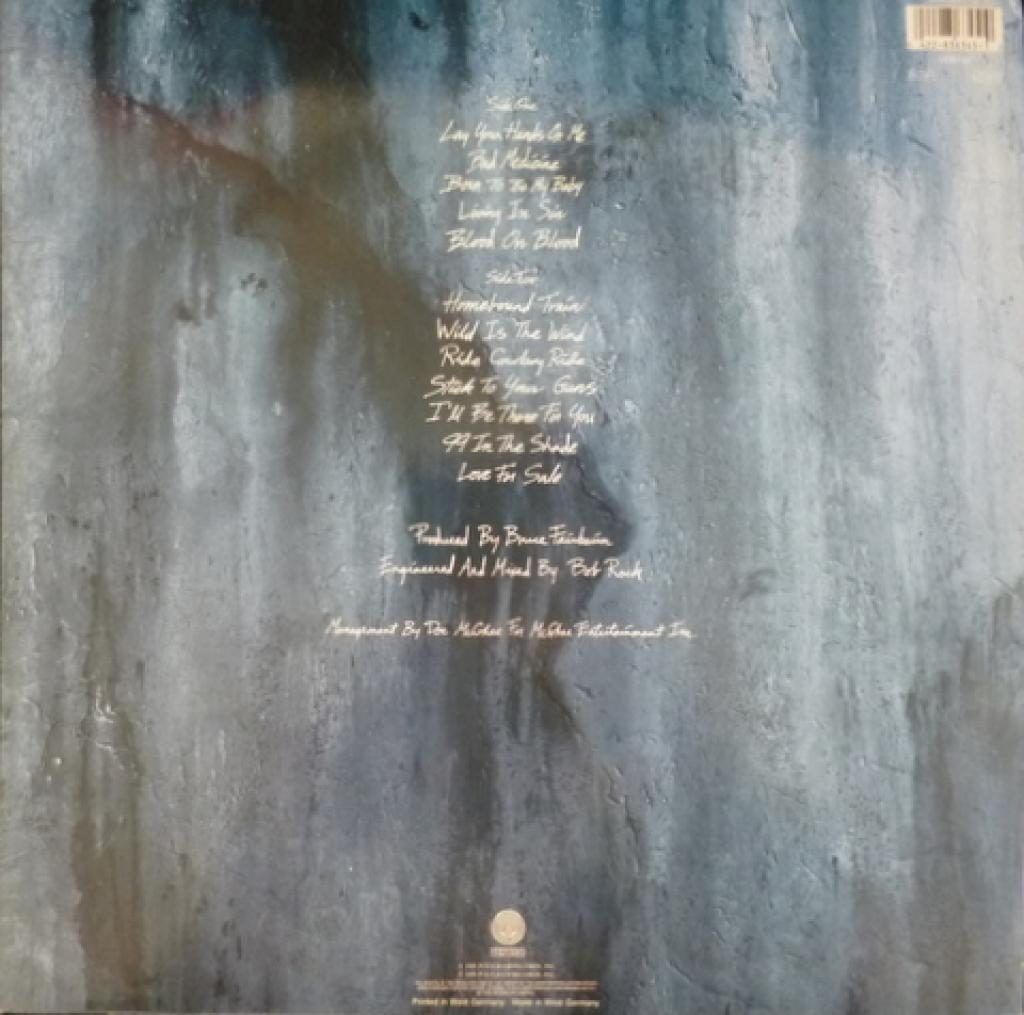 Side One
Lay Your Hands On Me
Bad Medicine
Born To Be My Baby
Living In Sin
Blood On Blood
Side Two
Homebound Train
Wild Is The Wind
Ride Cowboy Ride
Stick To Your Guns
I'll Be There For You
99 In The Shade
Love For Sale
Produced By Bruce Fairbairn
Engineered And Mixed By Bob Rock
Management By Doc McGhee For McGhee Entertainment Inc.
Printed in West Germany Made in West Germany